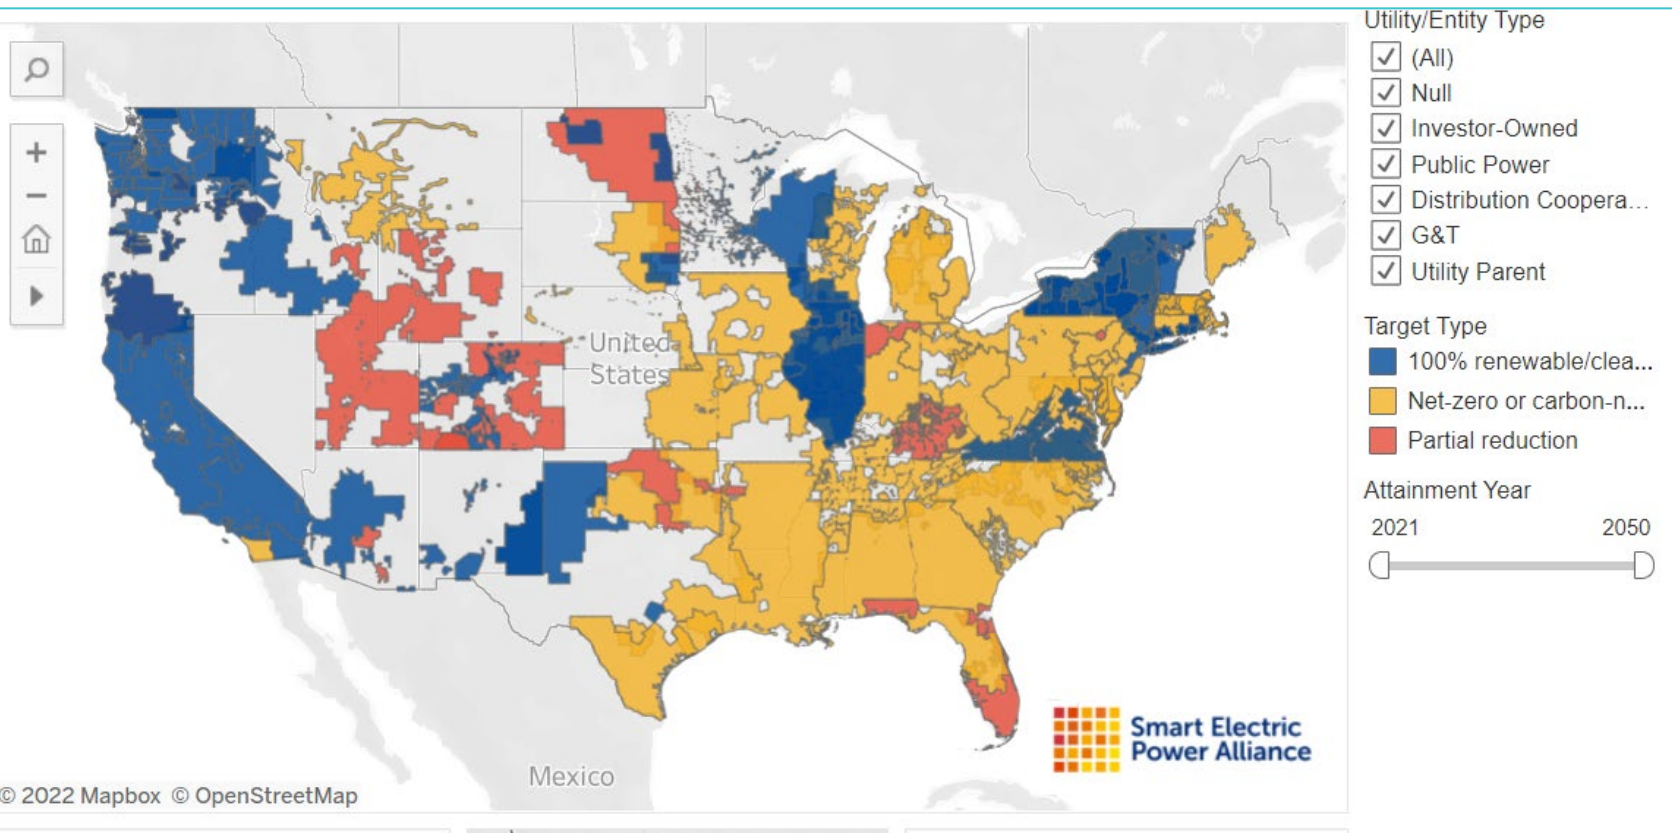 Utility/Entity Type
(All)
Null
Investor-Owned
Public Power
Distribution Coopera...
G&T
Utility Parent
Target Type
100% renewable/clea...
Net-zero or carbon-n...
Partial reduction
Attainment Year
2021 2050
United
States
Mexico
Smart Electric
Power Alliance
© 2022 Mapbox © OpenStreetMap